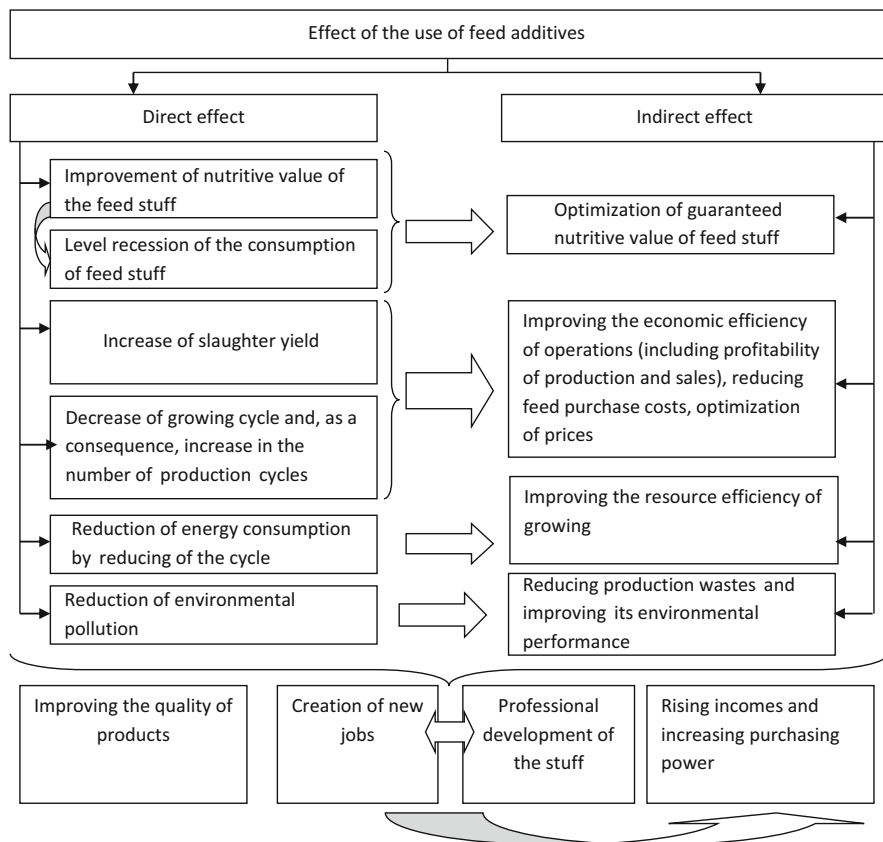 Effect of the use of feed additives
Direct effect
Indirect effect
Improvement of nutritive value of
the feed stuff
Level recession of the consumption
of feed stuff
Optimization of guaranteed
nutritive value of feed stuff
Increase of slaughter yield
Decrease of growing cycle and, as a
consequence, increase in the
number of production cycles
Improving the economic efficiency
of operations (including profitability
of production and sales), reducing
feed purchase costs, optimization
of prices
Reduction of energy consumption
by reducing of the cycle
Improving the resource efficiency of
growing
Reduction of environmental
pollution
Reducing production wastes and
improving its environmental
performance
Improving the quality of
products
Creation of new
jobs
Professional
development of
the stuff
Rising incomes and
increasing purchasing
power